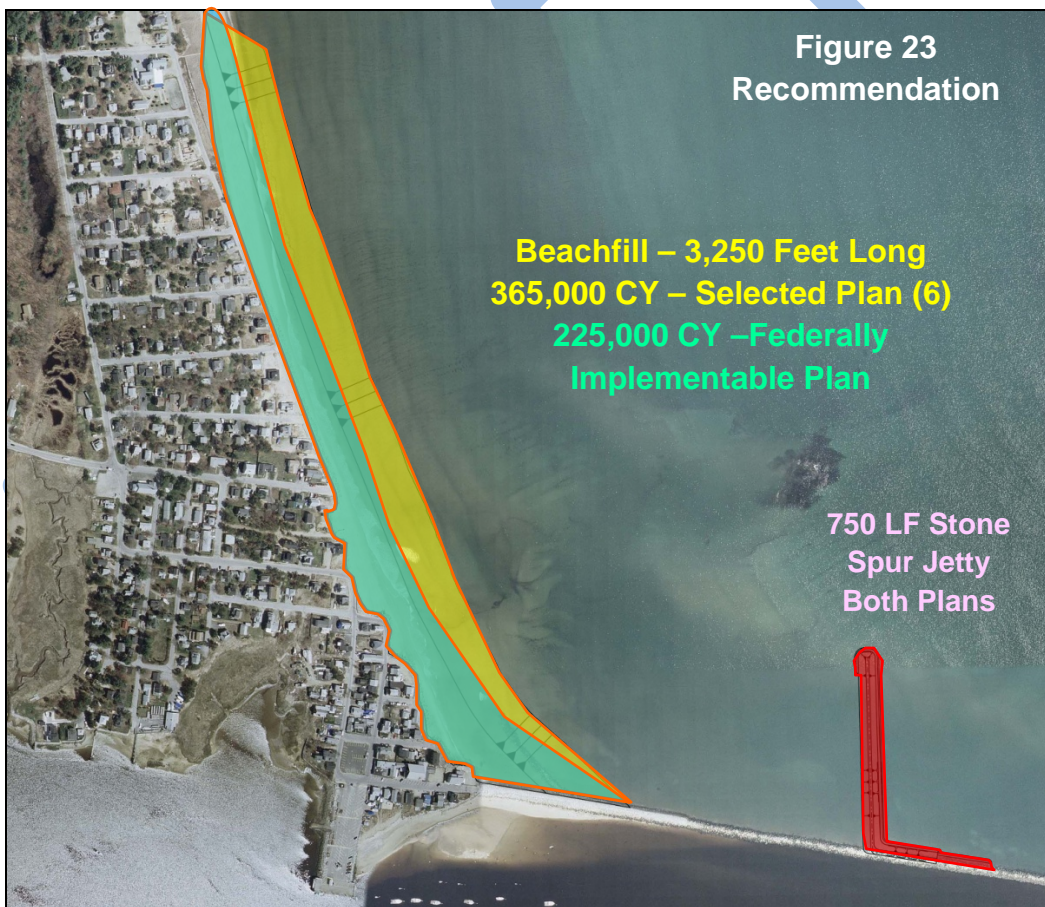 Figure 23
Recommendation
Beachfill – 3,250 Feet Long
365,000 CY – Selected Plan (6)
225,000 CY –Federally
Implementable Plan
750 LF Stone
Spur Jetty
Both Plans